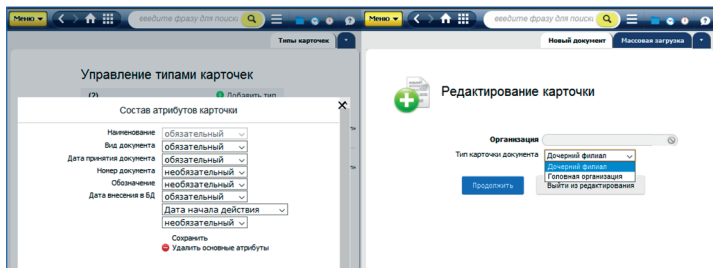 Меню
введите фразу для поиска
Типы карточек
Управление типами карточек
(2)
Добавить тип
Состав атрибутов карточки
Наименование обязательный
Вид документа обязательный
Дата принятия документа обязательный
Номер документа необязательный
Обозначение необязательный
Дата внесения в БД обязательный
Дата начала действия
необязательный
Сохранить
Удалить основные атрибуты
Меню
введите фразу для поиска
Новый документ Массовая загрузка
Редактирование карточки
Организация
Тип карточки документа Дочерний филиал
Дочерний филиал
Головная организация
Продолжить Выйти из редактирования